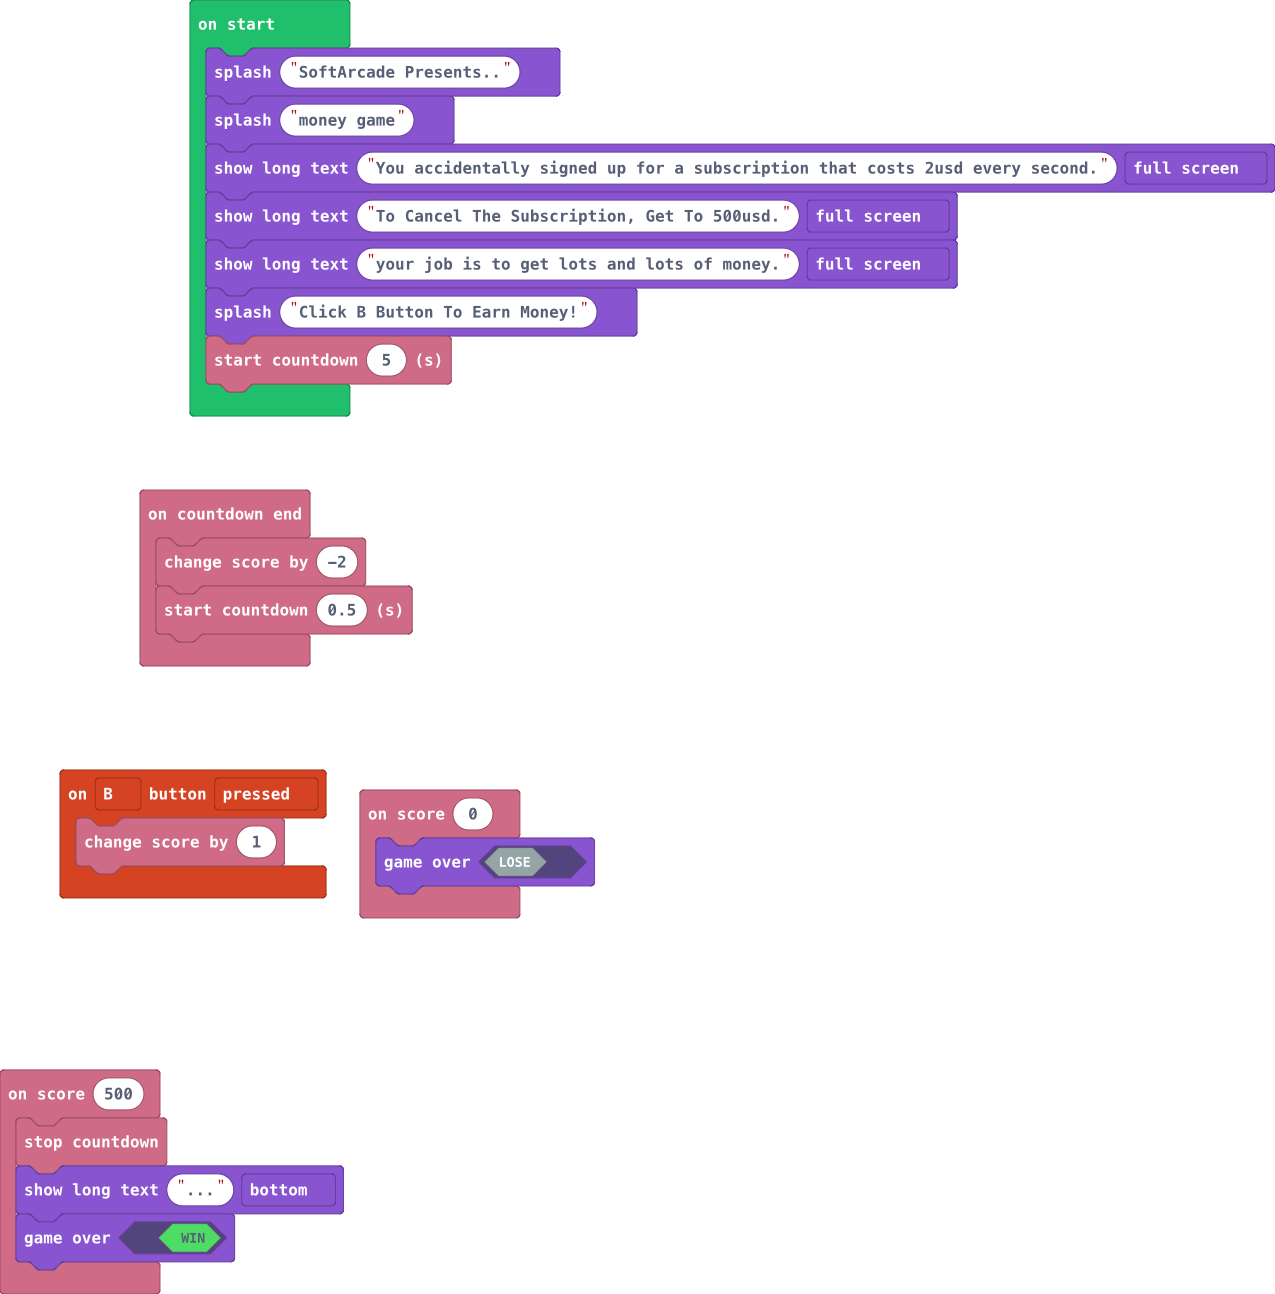 on start
splash "SoftArcade Presents.."
splash "money game"
show long text "You accidentally signed up for a subscription that costs 2usd every second." full screen
show long text "To Cancel The Subscription, Get To 500usd." full screen
show long text "your job is to get lots and lots of money." full screen
splash "Click B Button To Earn Money!"
start countdown 5 (s)
on countdown end
change score by -2
start countdown 0.5 (s)
on B button pressed
change score by 1
on score 0
game over LOSE
on score 500
stop countdown
show long text "..." bottom
game over WIN